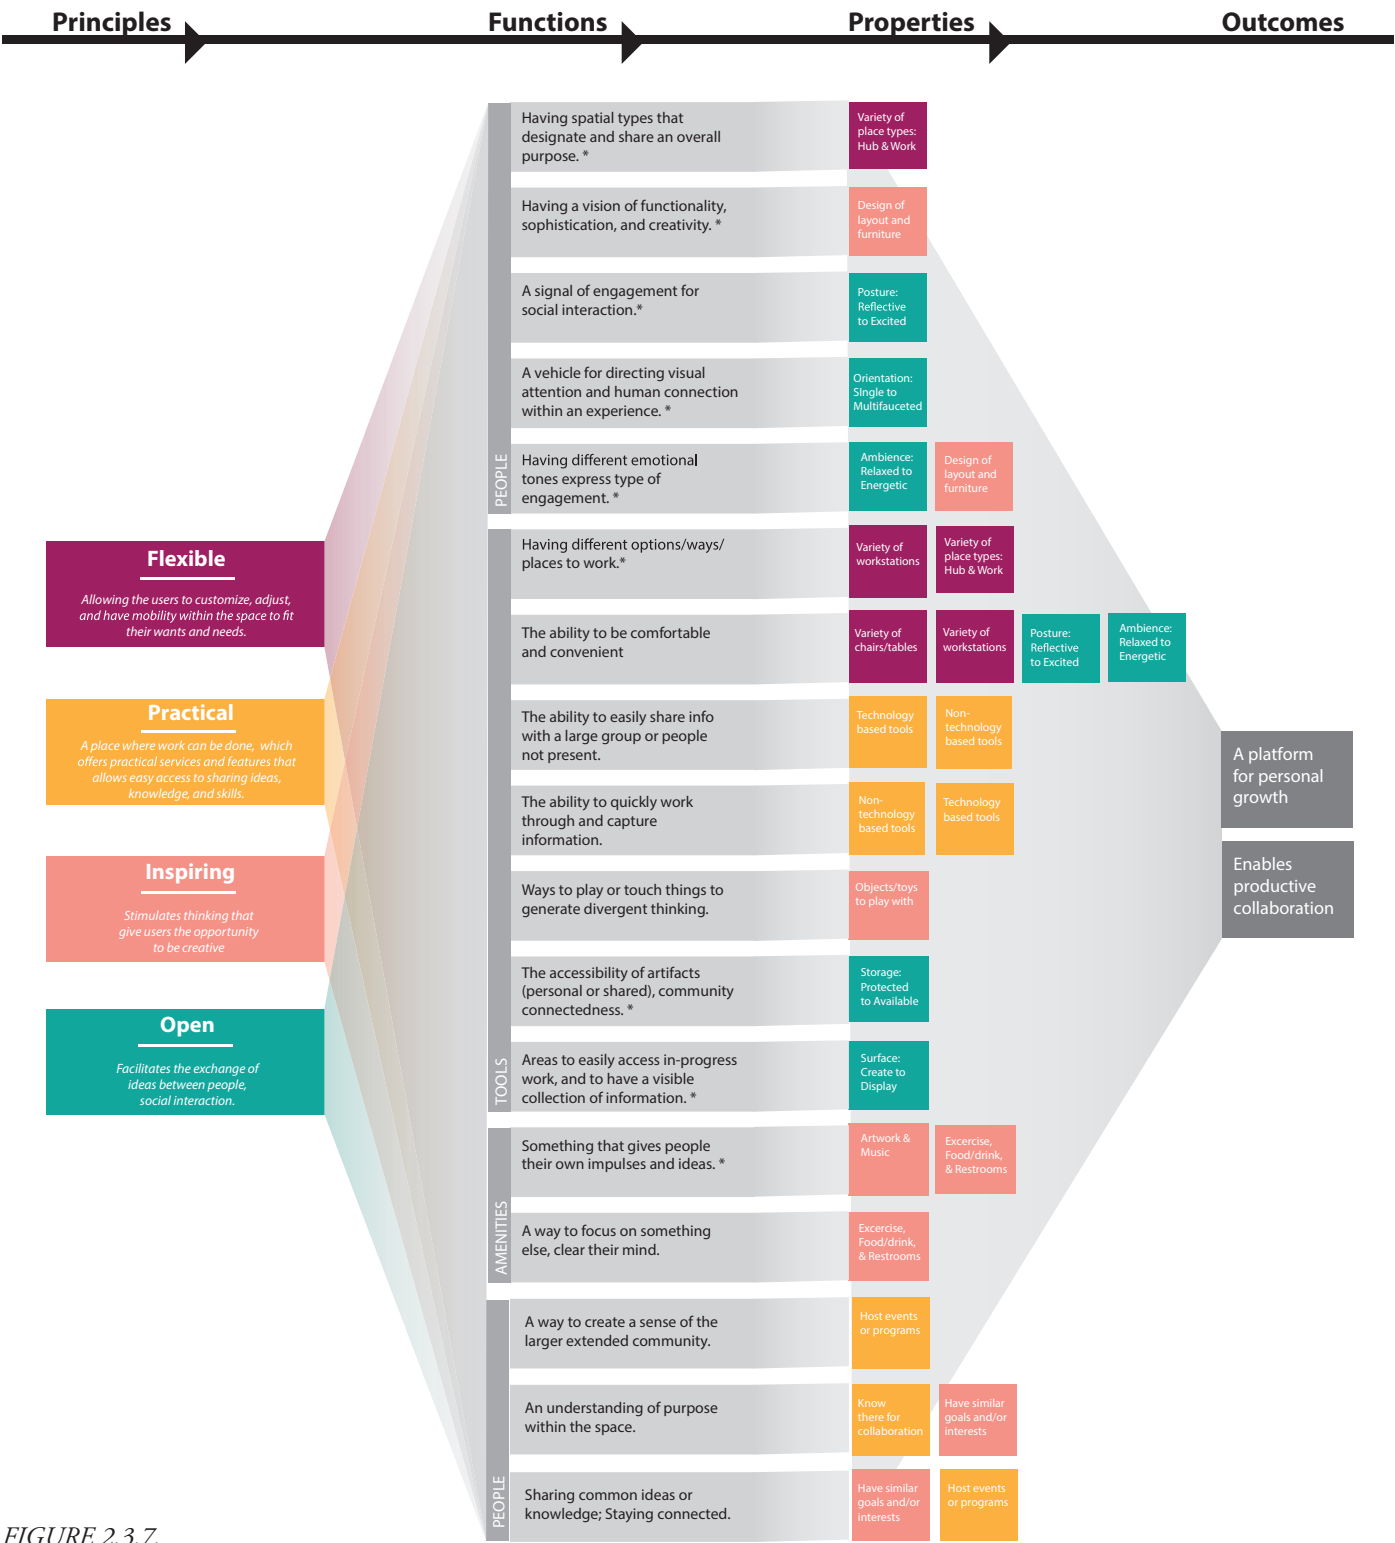 Principles
Functions
Properties
Outcomes
Flexible
Allowing the users to customize, adjust,
and have mobility within the space to fit
their wants and needs.
Practical
A place where work can be done,  which
offers practical services and features that
allows easy access to sharing ideas,
knowledge, and skills.
Inspiring
Stimulates thinking that
give users the opportunity
to be creative
Open
Facilitates the exchange of
ideas between people,
social interaction.
PEOPLE
Having spatial types that
designate and share an overall
purpose. *
Variety of
place types:
Hub & Work
Having a vision of functionality,
sophistication, and creativity. *
Design of
layout and
furniture
A signal of engagement for
social interaction.*
Posture:
Reflective
to Excited
A vehicle for directing visual
attention and human connection
within an experience. *
Orientation:
SIngle to
Multifauceted
Having different emotional
tones express type of
engagement. *
Ambience:
Relaxed to
Energetic
Design of
layout and
furniture
TOOLS
Having different options/ways/
places to work.*
Variety of
workstations
Variety of
place types:
Hub & Work
The ability to be comfortable
and convenient
Variety of
chairs/tables
Variety of
workstations
Posture:
Reflective
to Excited
Ambience:
Relaxed to
Energetic
The ability to easily share info
with a large group or people
not present.
Technology
based tools
Non-
technology
based tools
The ability to quickly work
through and capture
information.
Non-
technology
based tools
Technology
based tools
Ways to play or touch things to
generate divergent thinking.
Objects/toys
to play with
The accessibility of artifacts
(personal or shared), community
connectedness. *
Storage:
Protected
to Available
Areas to easily access in-progress
work, and to have a visible
collection of information. *
Surface:
Create to
Display
AMENITIES
Something that gives people
their own impulses and ideas. *
Artwork &
Music
Excercise,
Food/drink,
& Restrooms
A way to focus on something
else, clear their mind.
Excercise,
Food/drink,
& Restrooms
PEOPLE
A way to create a sense of the
larger extended community.
Host events
or programs
An understanding of purpose
within the space.
Know
there for
collaboration
Have similar
goals and/or
interests
Sharing common ideas or
knowledge; Staying connected.
Have similar
goals and/or
interests
Host events
or programs
A platform
for personal
growth
Enables
productive
collaboration
FIGURE 2.3.7.